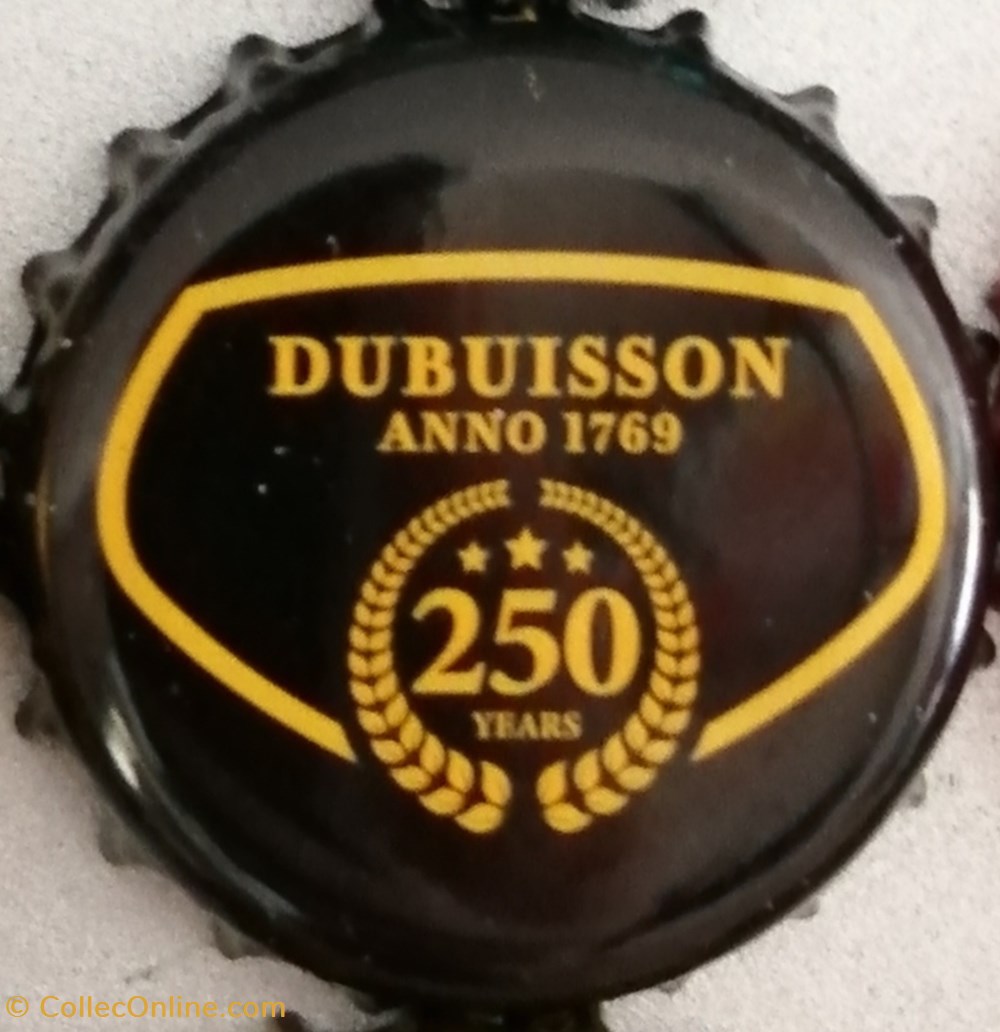 DUBUISSON
ANNO 1769
250
YEARS
© CollecOnline.com